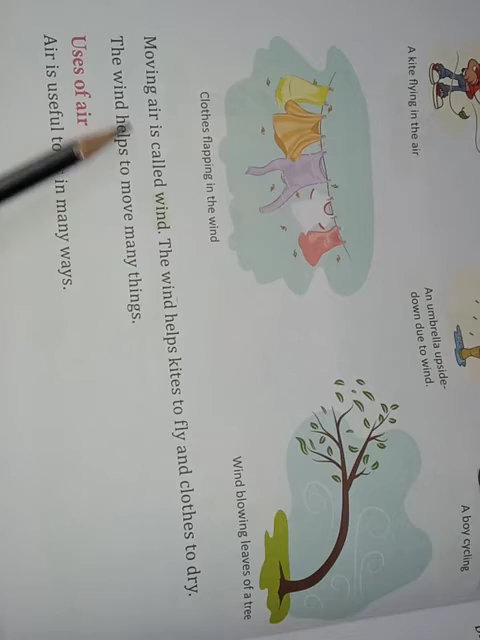 A kite flying in the air
An umbrella upside-
down due to wind.
A boy cycling
Clothes flapping in the wind
Wind blowing leaves of a tree
Moving air is called wind. The wind helps kites to fly and clothes to dry.
The wind helps to move many things.
Uses of air
Air is useful to in many ways.